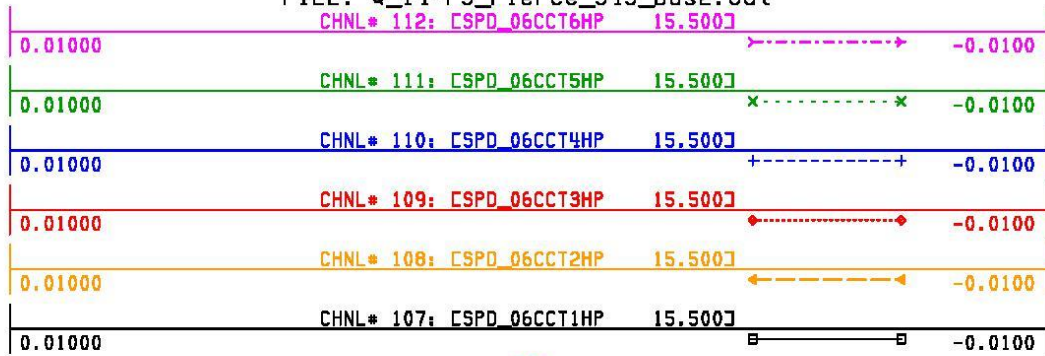 CHNL# 112: [SPD_06CCT6HP 15.500]
0.01000 -0.0100
CHNL# 111: [SPD_06CCT5HP 15.500]
0.01000 -0.0100
CHNL# 110: [SPD_06CCT4HP 15.500]
0.01000 -0.0100
CHNL# 109: [SPD_06CCT3HP 15.500]
0.01000 -0.0100
CHNL# 108: [SPD_06CCT2HP 15.500]
0.01000 -0.0100
CHNL# 107: [SPD_06CCT1HP 15.500]
0.01000 -0.0100